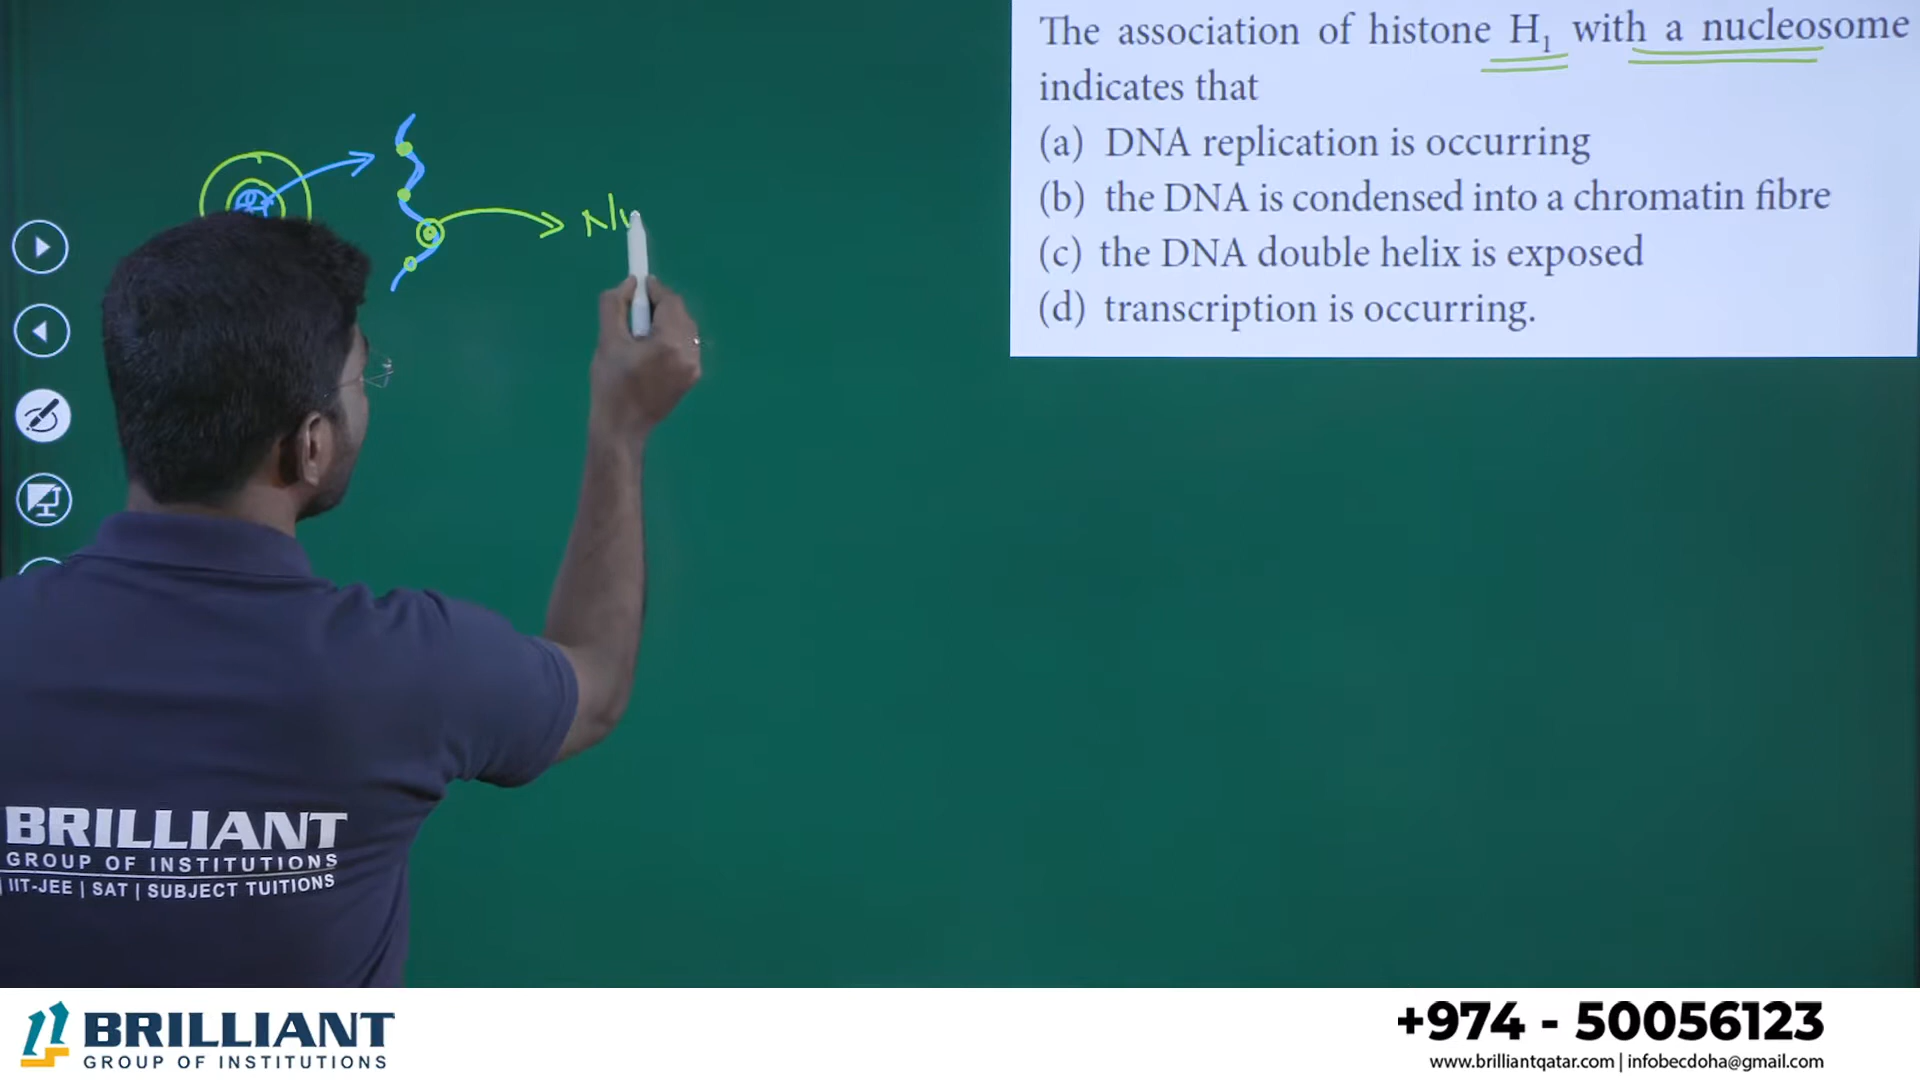 The association of histone H₁ with a nucleosome
indicates that
(a) DNA replication is occurring
(b) the DNA is condensed into a chromatin fibre
(c) the DNA double helix is exposed
(d) transcription is occurring.
Nu
BRILLIANT
GROUP OF INSTITUTIONS
| IIT-JEE | SAT | SUBJECT TUITIONS
BRILLIANT
GROUP OF INSTITUTIONS
+974 - 50056123
www.brilliantqatar.com | infobecdoha@gmail.com